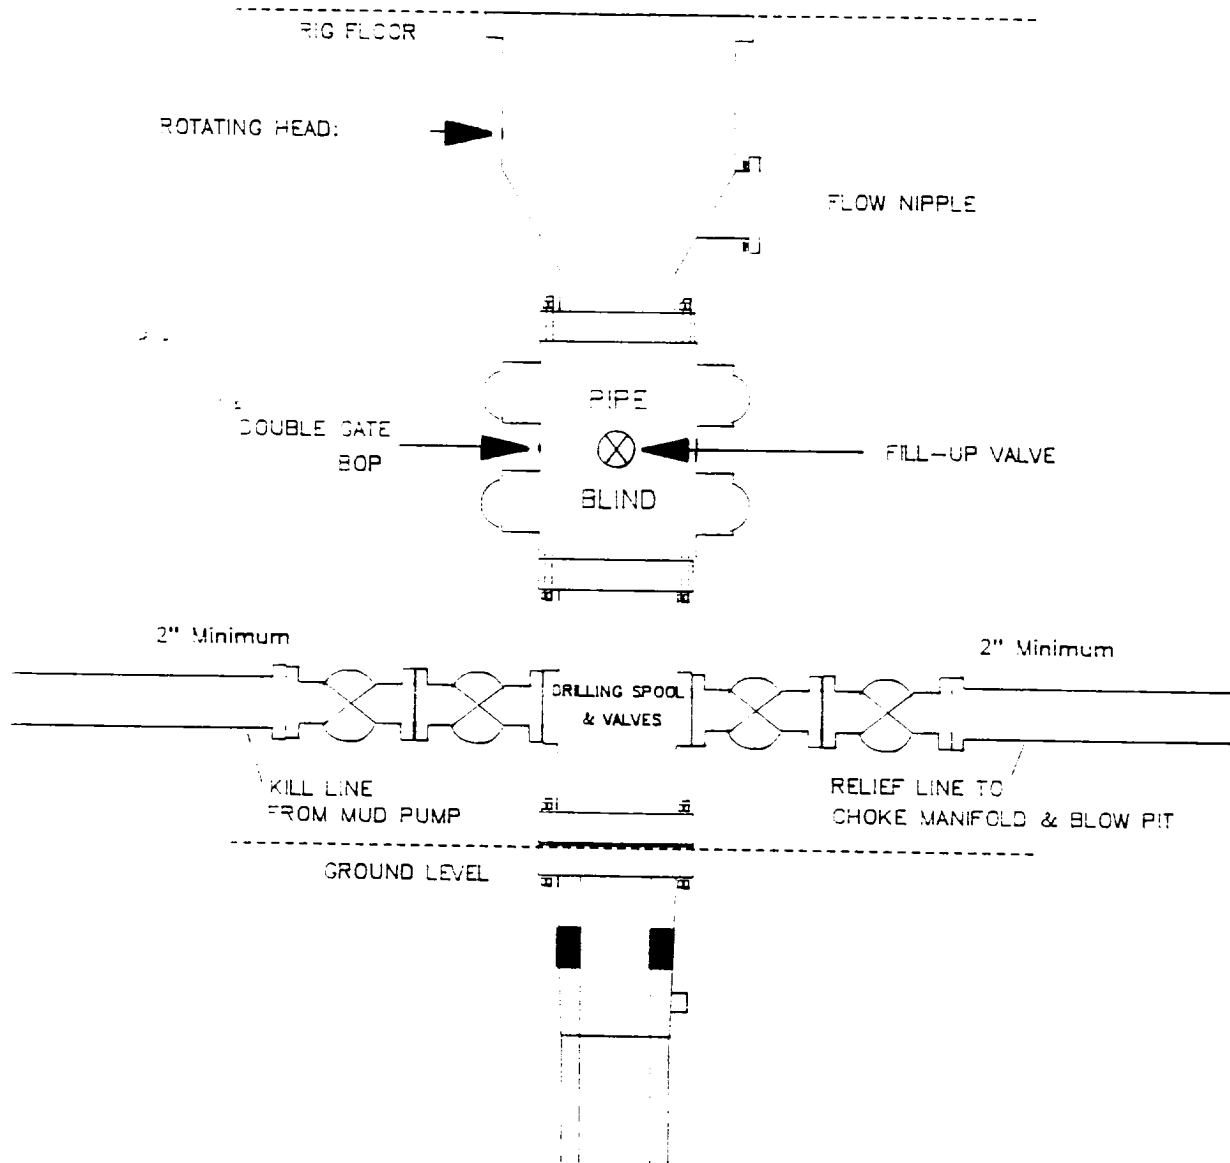 RIG FLOOR
ROTATING HEAD:
FLOW NIPPLE
PIPE
DOUBLE GATE
BOP
FILL-UP VALVE
BLIND
2" Minimum
2" Minimum
DRILLING SPOOL
& VALVES
KILL LINE
FROM MUD PUMP
RELIEF LINE TO
CHOKE MANIFOLD & BLOW PIT
GROUND LEVEL